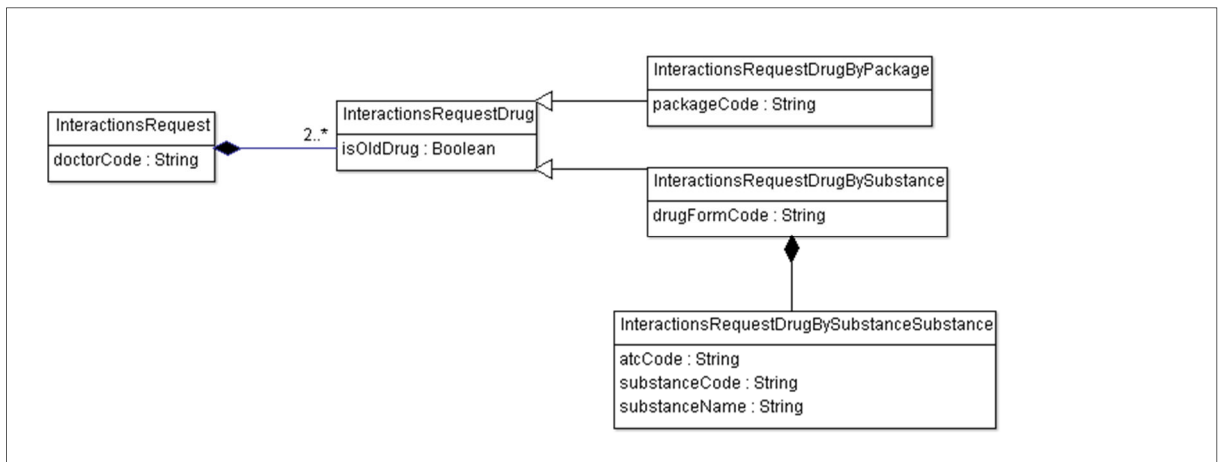 InteractionsRequest
doctorCode : String
2..*
InteractionsRequestDrug
isOldDrug : Boolean
InteractionsRequestDrugByPackage
packageCode : String
InteractionsRequestDrugBySubstance
drugFormCode : String
InteractionsRequestDrugBySubstanceSubstance
atcCode : String
substanceCode : String
substanceName : String